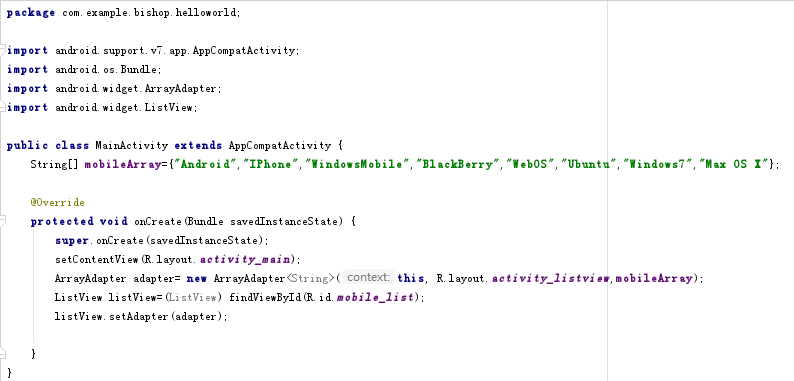 package com.example.bishop.helloworld;
import android.support.v7.app.AppCompatActivity;
import android.os.Bundle;
import android.widget.ArrayAdapter;
import android.widget.ListView;
public class MainActivity extends AppCompatActivity {
String[] mobileArray={"Android","IPhone","WindowsMobile","BlackBerry","WebOS","Ubuntu","Windows7","Max OS X"};
@Override
protected void onCreate(Bundle savedInstanceState) {
super.onCreate(savedInstanceState);
setContentView(R.layout.activity_main);
ArrayAdapter adapter= new ArrayAdapter<String>( context: this, R.layout.activity_listview,mobileArray);
ListView listView=(ListView) findViewById(R.id.mobile_list);
listView.setAdapter(adapter);
}
}